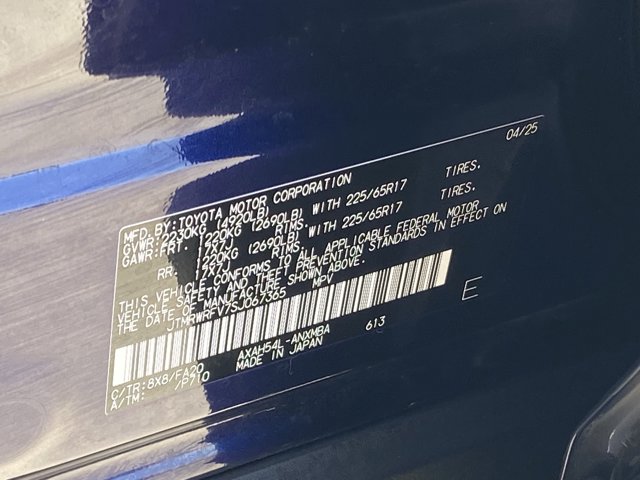 04/25
MFD.BY:TOYOTA MOTOR CORPORATION
GVWR:2230KG (4920LB)
GAWR:FRT. 1220KG (2690LB) WITH 225/65R17 TIRES.
17X7J RIMS.
RR. 1220KG (2690LB) WITH 225/65R17 TIRES.
17X7J RIMS.
THIS VEHICLE CONFORMS TO ALL APPLICABLE FEDERAL MOTOR
VEHICLE SAFETY AND THEFT PREVENTION STANDARDS IN EFFECT ON
THE DATE OF MANUFACTURE SHOWN ABOVE.
JTMRWRFV7SJ067365 MPV
E
C/TR:8X8/FA20 AXAH54L-ANXMBA 613
A/TM: /P710 MADE IN JAPAN